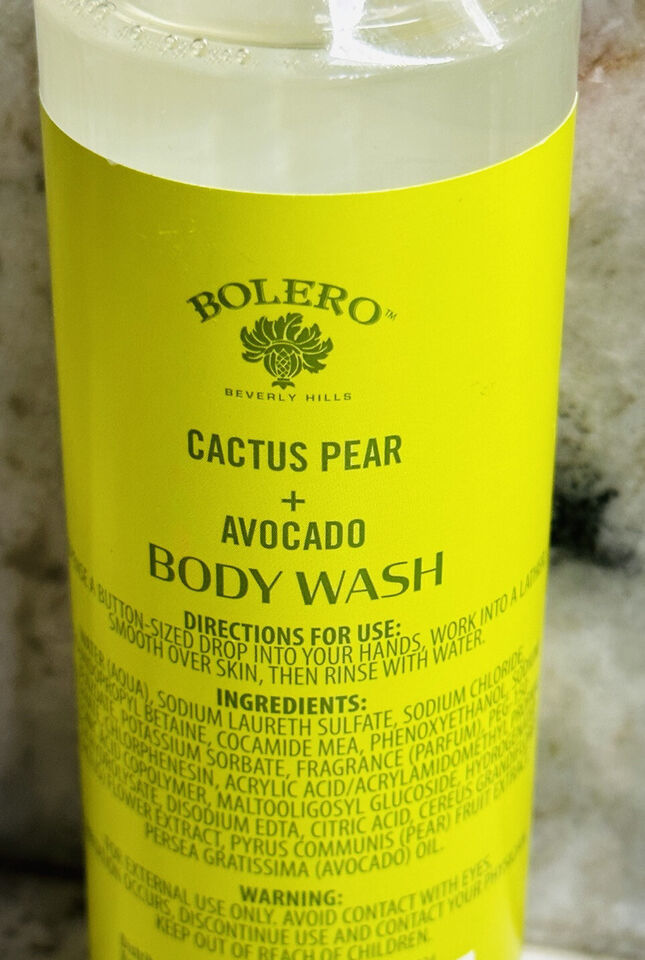 BOLERO™
BEVERLY HILLS
CACTUS PEAR
+
AVOCADO
BODY WASH
A BUTTON-SIZED DROP INTO YOUR HANDS, WORK INTO A
SMOOTH OVER SKIN, THEN RINSE WITH WATER.
DIRECTIONS FOR USE:
INGREDIENTS:
WATER (AQUA), SODIUM LAURETH SULFATE, SODIUM CHLORIDE,
BETAINE, COCAMIDE MEA, PHENOXYETHANOL,
POTASSIUM SORBATE, FRAGRANCE (PARFUM),
CHLORPHENESIN, ACRYLIC ACID/ACRYLAMIDOMETHYL
ACID COPOLYMER, MALTOOLIGOSYL GLUCOSIDE,
DISODIUM EDTA, CITRIC ACID, CEREUS
FLOWER EXTRACT, PYRUS COMMUNIS (PEAR) FRUIT EXTRACT,
PERSEA GRATISSIMA (AVOCADO) OIL.
WARNING:
FOR EXTERNAL USE ONLY. AVOID CONTACT WITH EYES.
OCCURS, DISCONTINUE USE AND CONTACT YOUR PHYSICIAN.
KEEP OUT OF REACH OF CHILDREN.